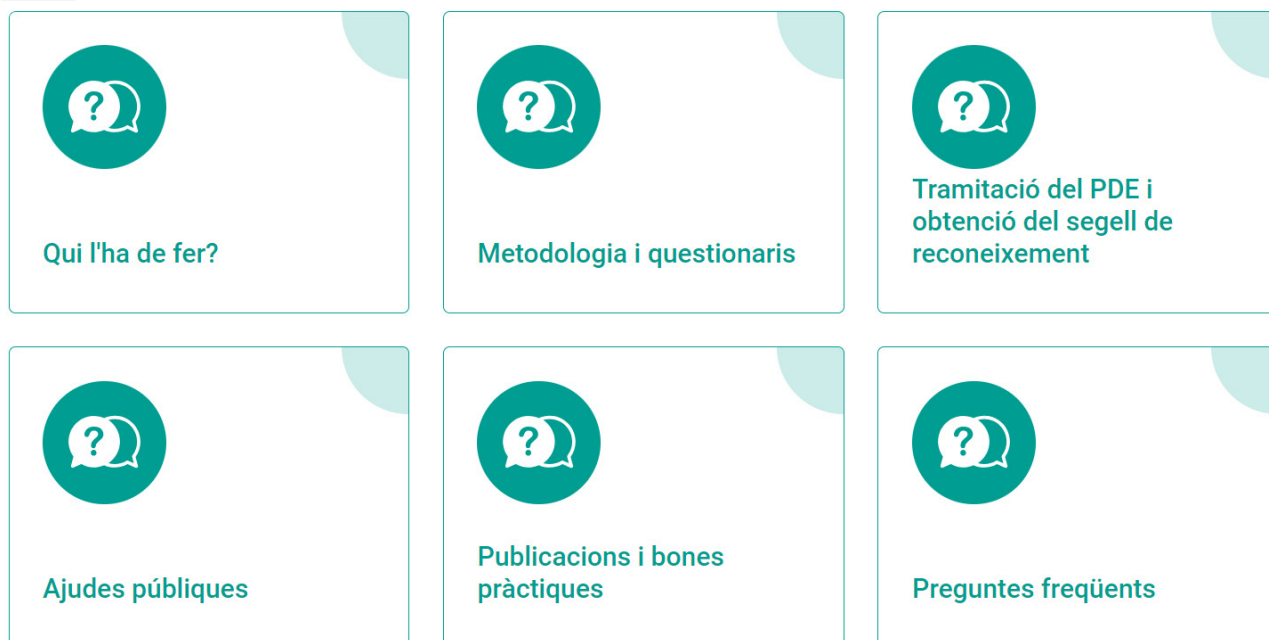 Qui l'ha de fer?
Metodologia i questionaris
Tramitació del PDE i
obtenció del segell de
reconeixement
Ajudes públiques
Publicacions i bones
pràctiques
Preguntes freqüents